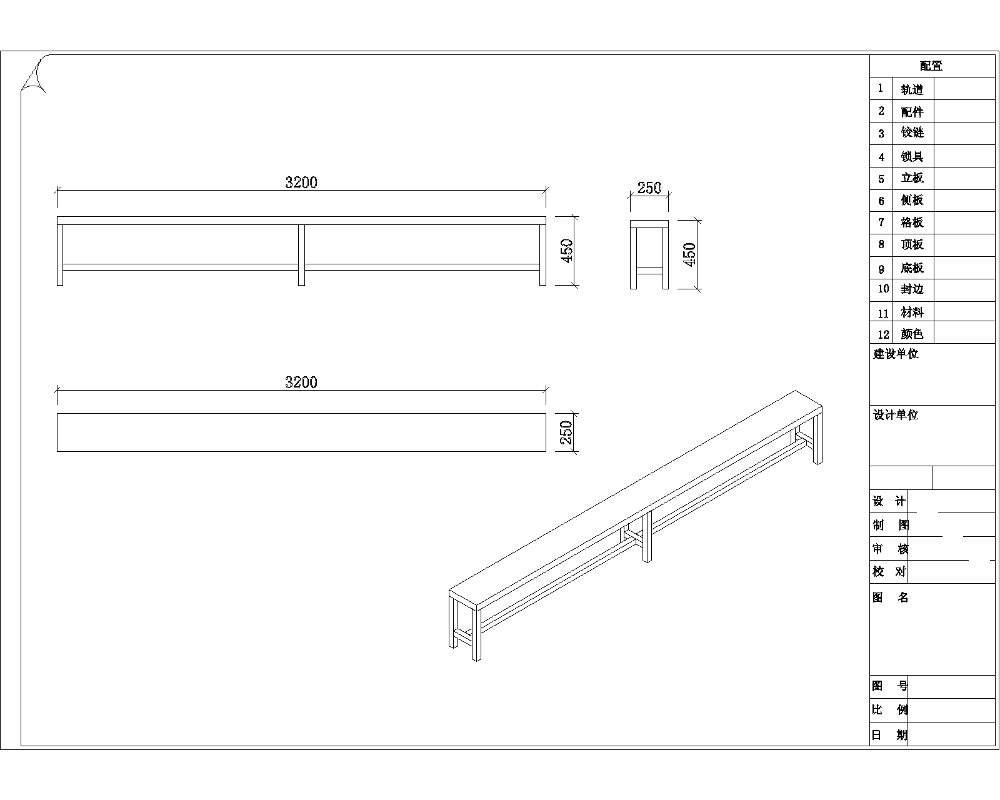 3200
450
250
450
3200
250
配置
1 轨道
2 配件
3 铰链
4 锁具
5 立板
6 侧板
7 格板
8 顶板
9 底板
10 封边
11 材料
12 颜色
建设单位
设计单位
设 计
制 图
审 核
校 对
图 名
图 号
比 例
日 期